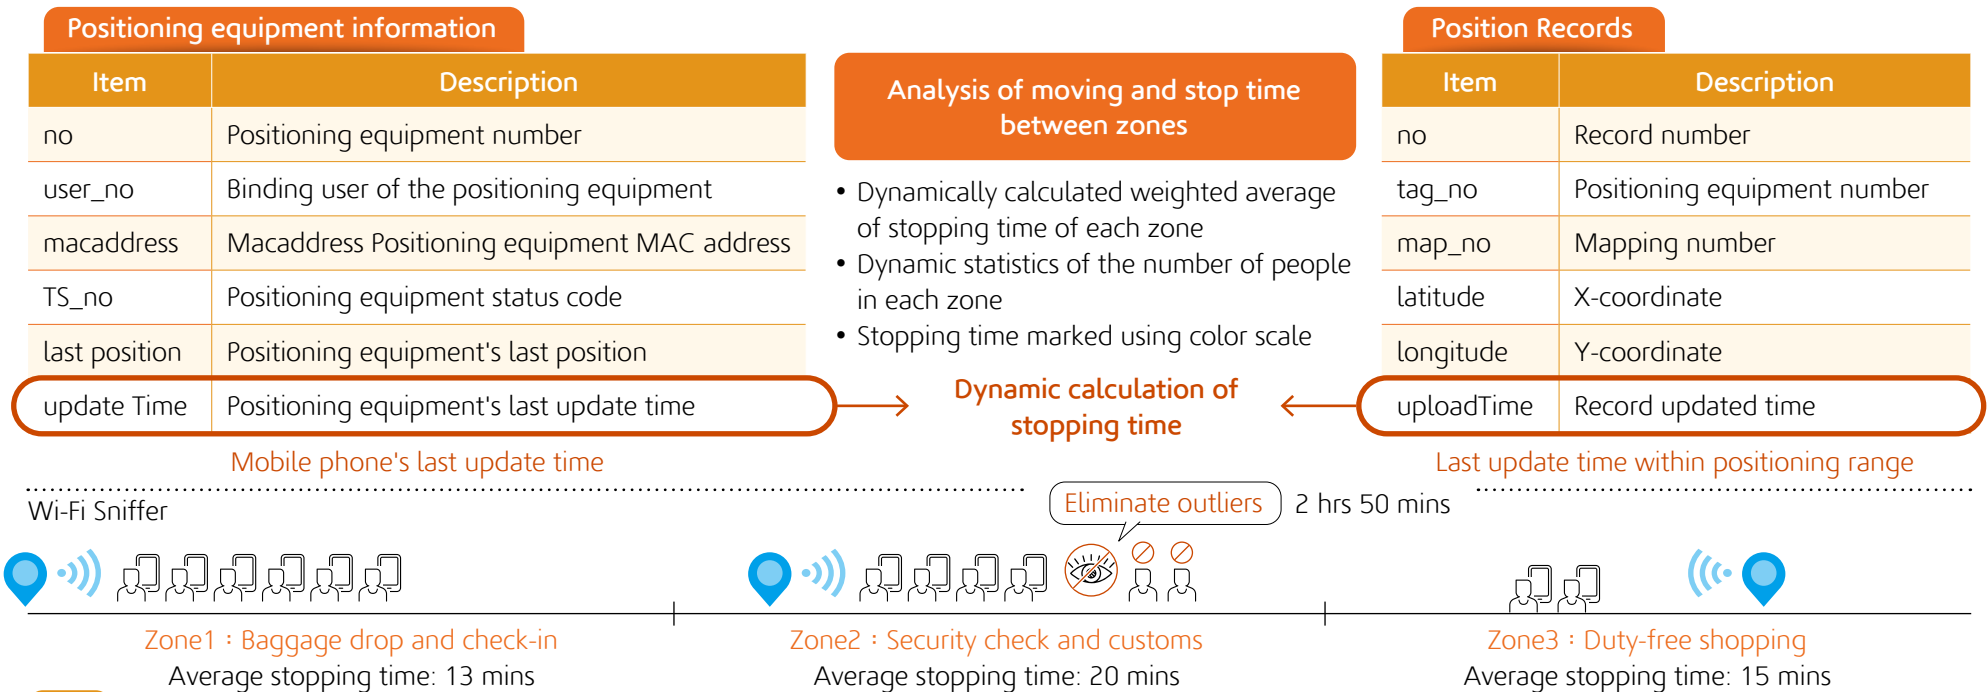 Positioning equipment information
Item Description
no Positioning equipment number
user_no Binding user of the positioning equipment
macaddress Macaddress Positioning equipment MAC address
TS_no Positioning equipment status code
last position Positioning equipment's last position
update Time Positioning equipment's last update time
Mobile phone's last update time
Analysis of moving and stop time
between zones
• Dynamically calculated weighted average
of stopping time of each zone
• Dynamic statistics of the number of people
in each zone
• Stopping time marked using color scale
Dynamic calculation of
stopping time
Position Records
Item Description
no Record number
tag_no Positioning equipment number
map_no Mapping number
latitude X-coordinate
longitude Y-coordinate
uploadTime Record updated time
Last update time within positioning range
Wi-Fi Sniffer
Eliminate outliers 2 hrs 50 mins
Zone1：Baggage drop and check-in
Average stopping time: 13 mins
Zone2：Security check and customs
Average stopping time: 20 mins
Zone3：Duty-free shopping
Average stopping time: 15 mins